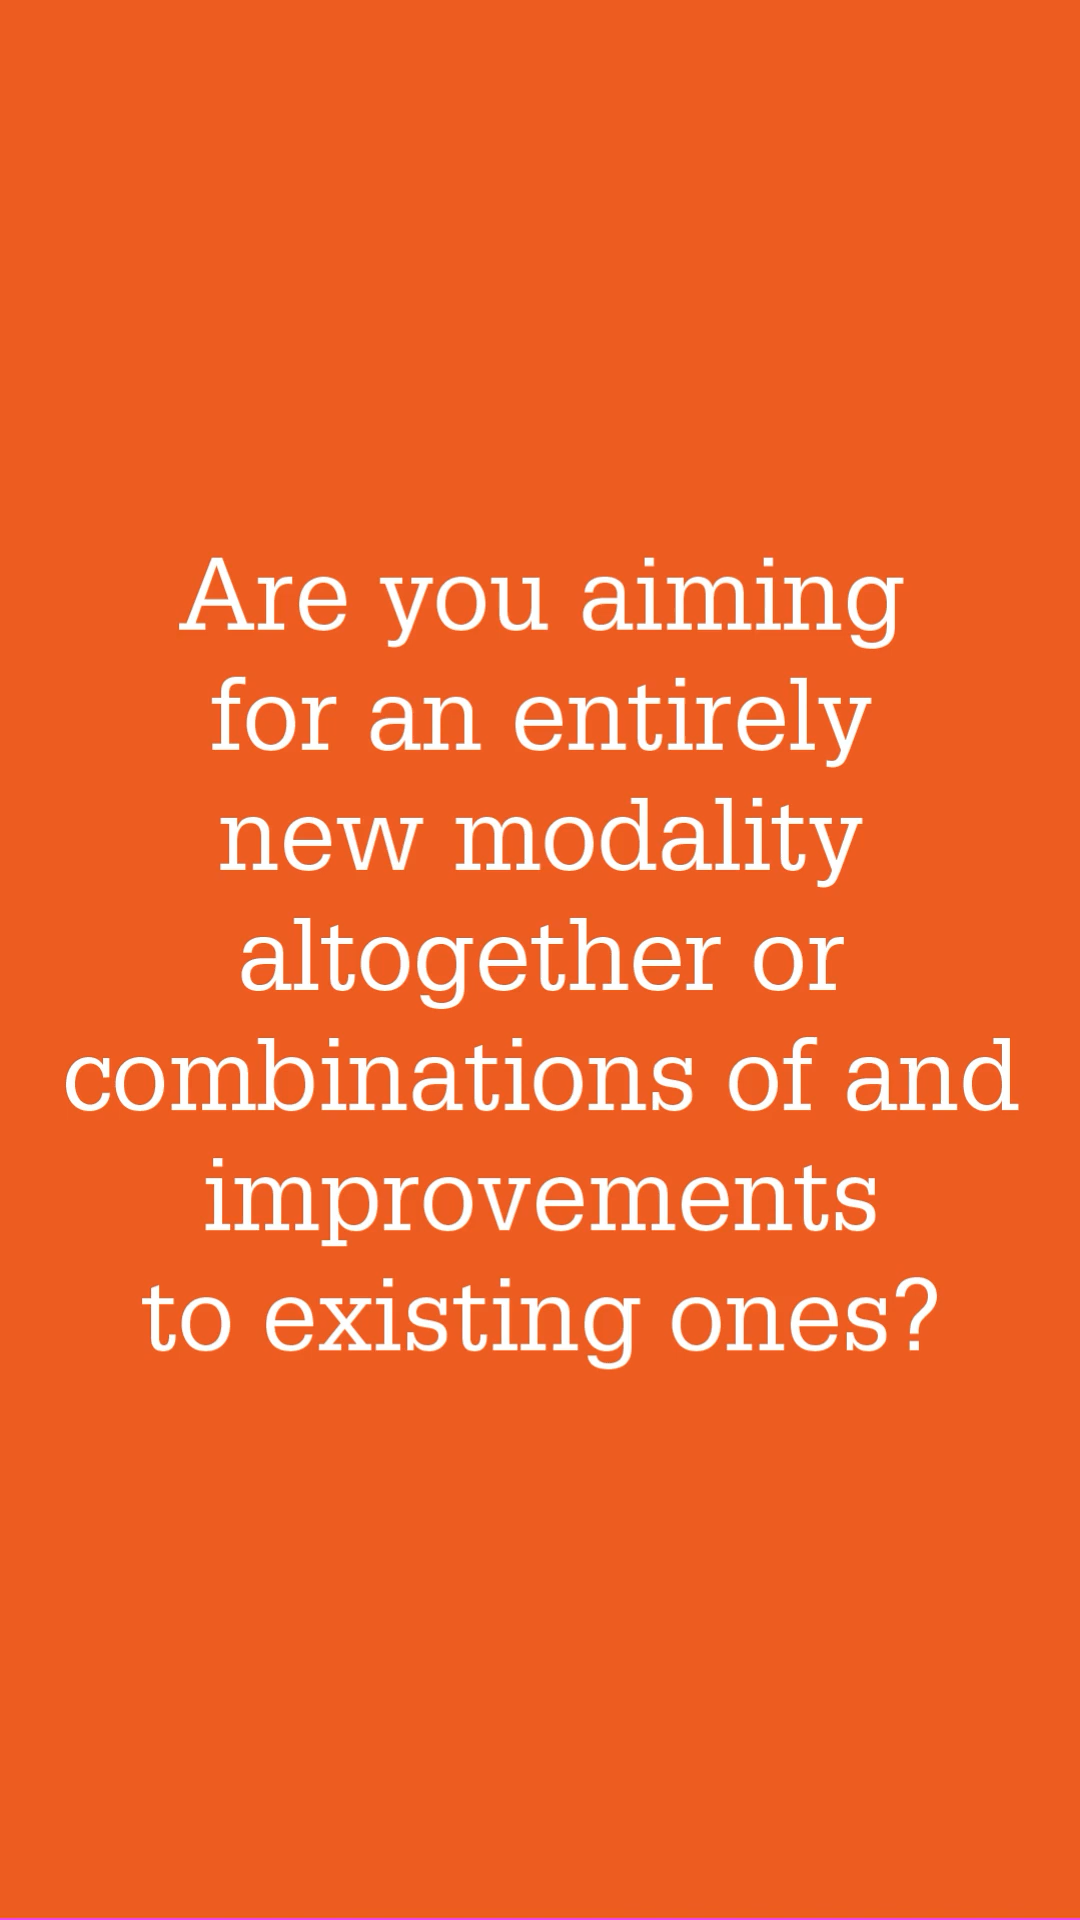 Are you aiming
for an entirely
new modality
altogether or
combinations of and
improvements
to existing ones?